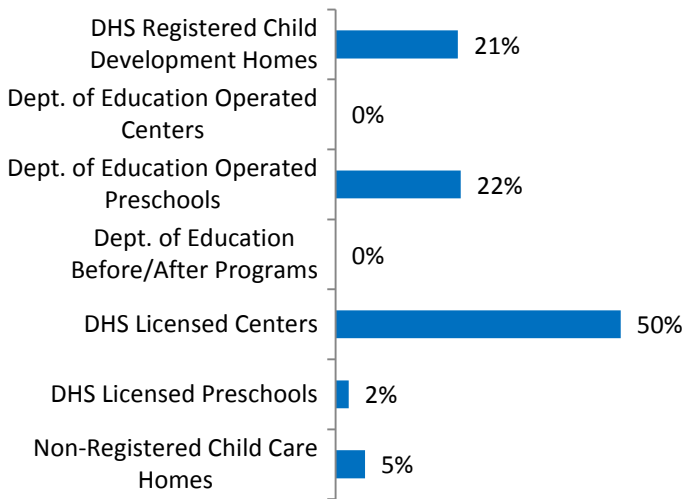 DHS Registered Child
Development Homes
21%
Dept. of Education Operated
Centers
0%
Dept. of Education Operated
Preschools
22%
Dept. of Education
Before/After Programs
0%
DHS Licensed Centers
50%
DHS Licensed Preschools
2%
Non-Registered Child Care
Homes
5%